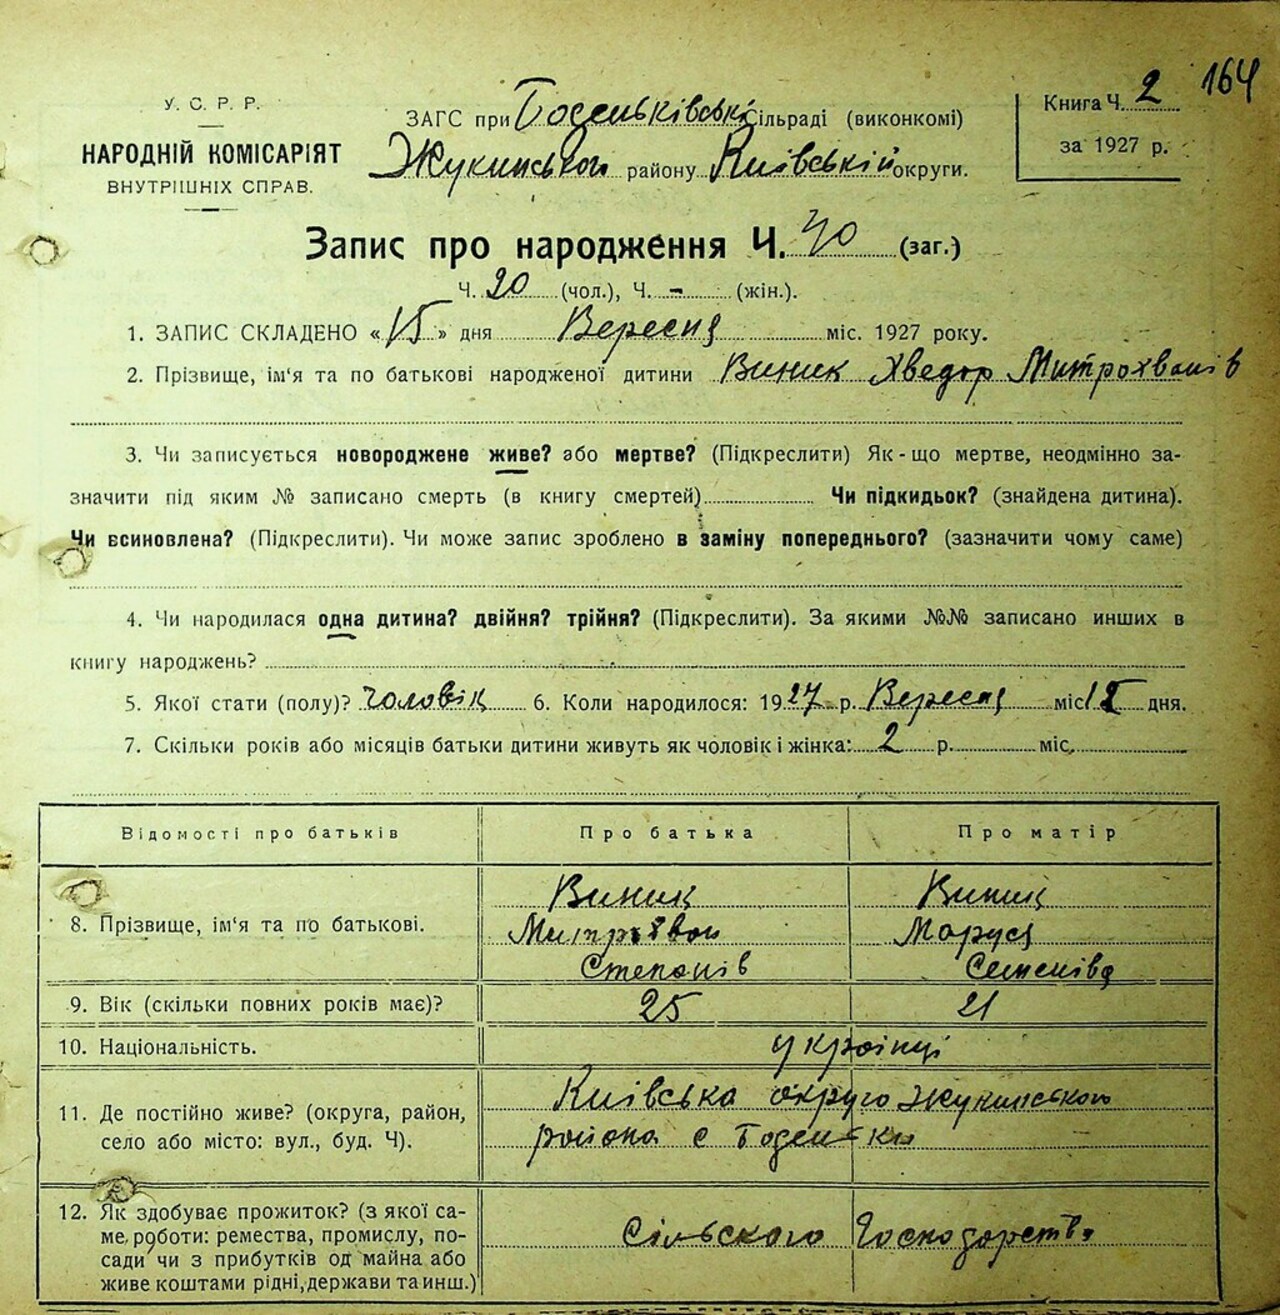 164
У. С. Р. Р.
НАРОДНІЙ КОМІСАРІЯТ
ВНУТРІШНІХ СПРАВ.
ЗАГС при Боденьківські Сільраді (виконкомі)
Жукинського району Київській округи.
Книга Ч. 2
за 1927 р.
Запис про народження Ч. 40 (заг.)
Ч. 20 (чол.), Ч. - (жін.).
1. ЗАПИС СКЛАДЕНО «15» дня Вересня міс. 1927 року.
2. Прізвище, ім'я та по батькові народженої дитини Виник Хведор Митрохванів
3. Чи записується новороджене живе? або мертве? (Підкреслити) Як-що мертве, неодмінно за-
значити під яким № записано смерть (в книгу смертей) Чи підкидьок? (знайдена дитина).
Чи всиновлена? (Підкреслити). Чи може запис зроблено в заміну попереднього? (зазначити чому саме)
4. Чи народилася одна дитина? двійня? трійня? (Підкреслити). За якими №№ записано инших в
книгу народжень?
5. Якої стати (полу)? Чоловік 6. Коли народилося: 1927 р. Вересня міс 15 дня.
7. Скільки років або місяців батьки дитини живуть як чоловік і жінка: 2 р. міс.
Відомості про батьків Про батька Про матір
8. Прізвище, ім'я та по батькові. Виник Митрохван Степанів Виник Маруся Семенівна
9. Вік (скільки повних років має)? 25 21
10. Національність. українці
11. Де постійно живе? (округа, район,
село або місто: вул., буд. Ч). Київська округа Жукинського
района с Боденьки
12. Як здобуває прожиток? (з якої са-
ме, роботи: ремества, промислу, по-
сади чи з прибутків од майна або
живе коштами рідні, держави та инш.) Сільского Господарства